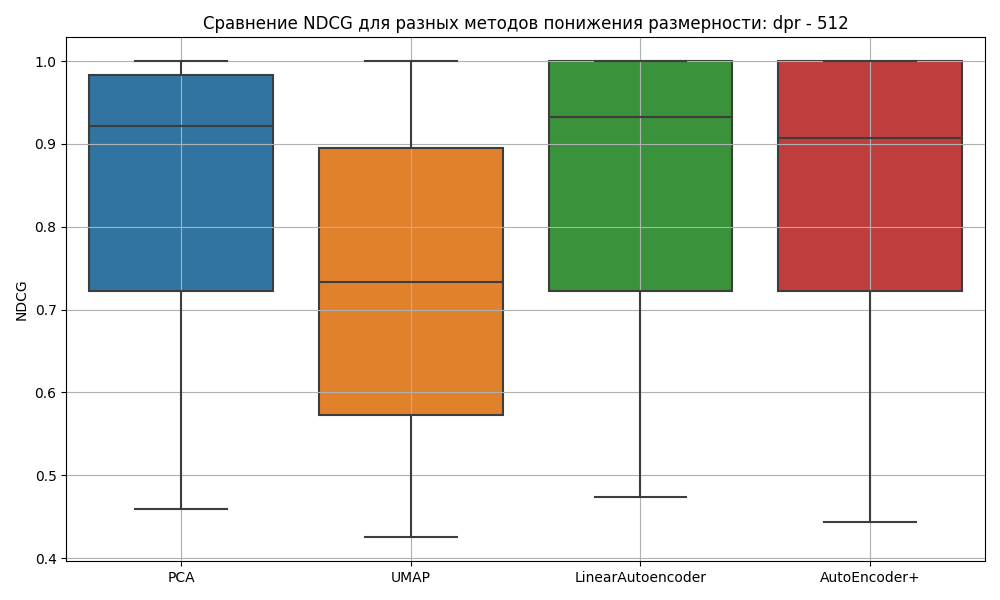 Сравнение NDCG для разных методов понижения размерности: dpr - 512
NDCG
1.0
0.9
0.8
0.7
0.6
0.5
0.4
PCA
UMAP
LinearAutoencoder
AutoEncoder+